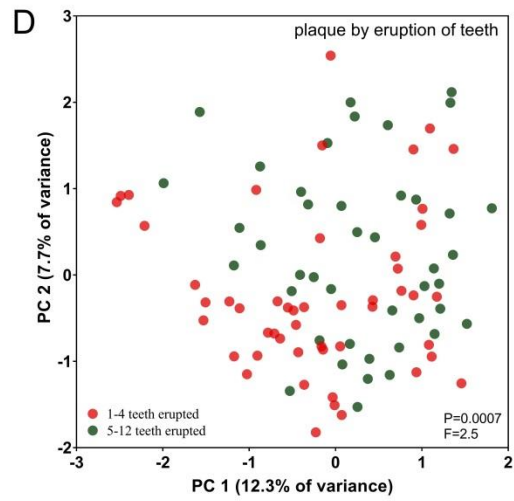 D
plaque by eruption of teeth
3
2
1
0
-1
-2
PC 2 (7.7% of variance)
1-4 teeth erupted
5-12 teeth erupted
P=0.0007
F=2.5
-3 -2 -1 0 1 2
PC 1 (12.3% of variance)